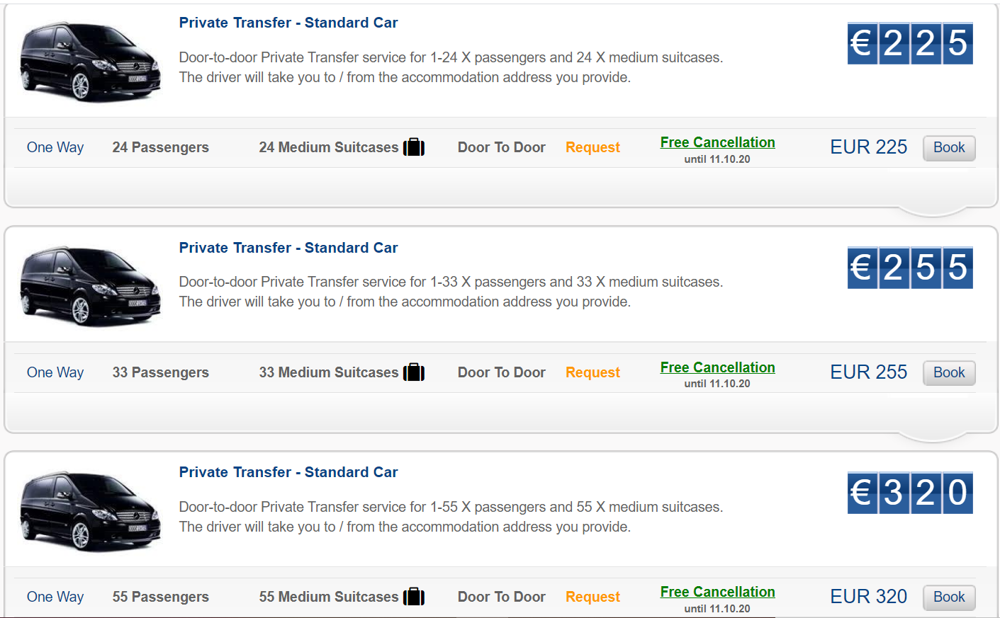 Private Transfer - Standard Car
€225
Door-to-door Private Transfer service for 1-24 X passengers and 24 X medium suitcases.
The driver will take you to / from the accommodation address you provide.
One Way 24 Passengers 24 Medium Suitcases Door To Door Request Free Cancellation EUR 225 Book
until 11.10.20
Private Transfer - Standard Car
€255
Door-to-door Private Transfer service for 1-33 X passengers and 33 X medium suitcases.
The driver will take you to / from the accommodation address you provide.
One Way 33 Passengers 33 Medium Suitcases Door To Door Request Free Cancellation EUR 255 Book
until 11.10.20
Private Transfer - Standard Car
€320
Door-to-door Private Transfer service for 1-55 X passengers and 55 X medium suitcases.
The driver will take you to / from the accommodation address you provide.
One Way 55 Passengers 55 Medium Suitcases Door To Door Request Free Cancellation EUR 320 Book
until 11.10.20